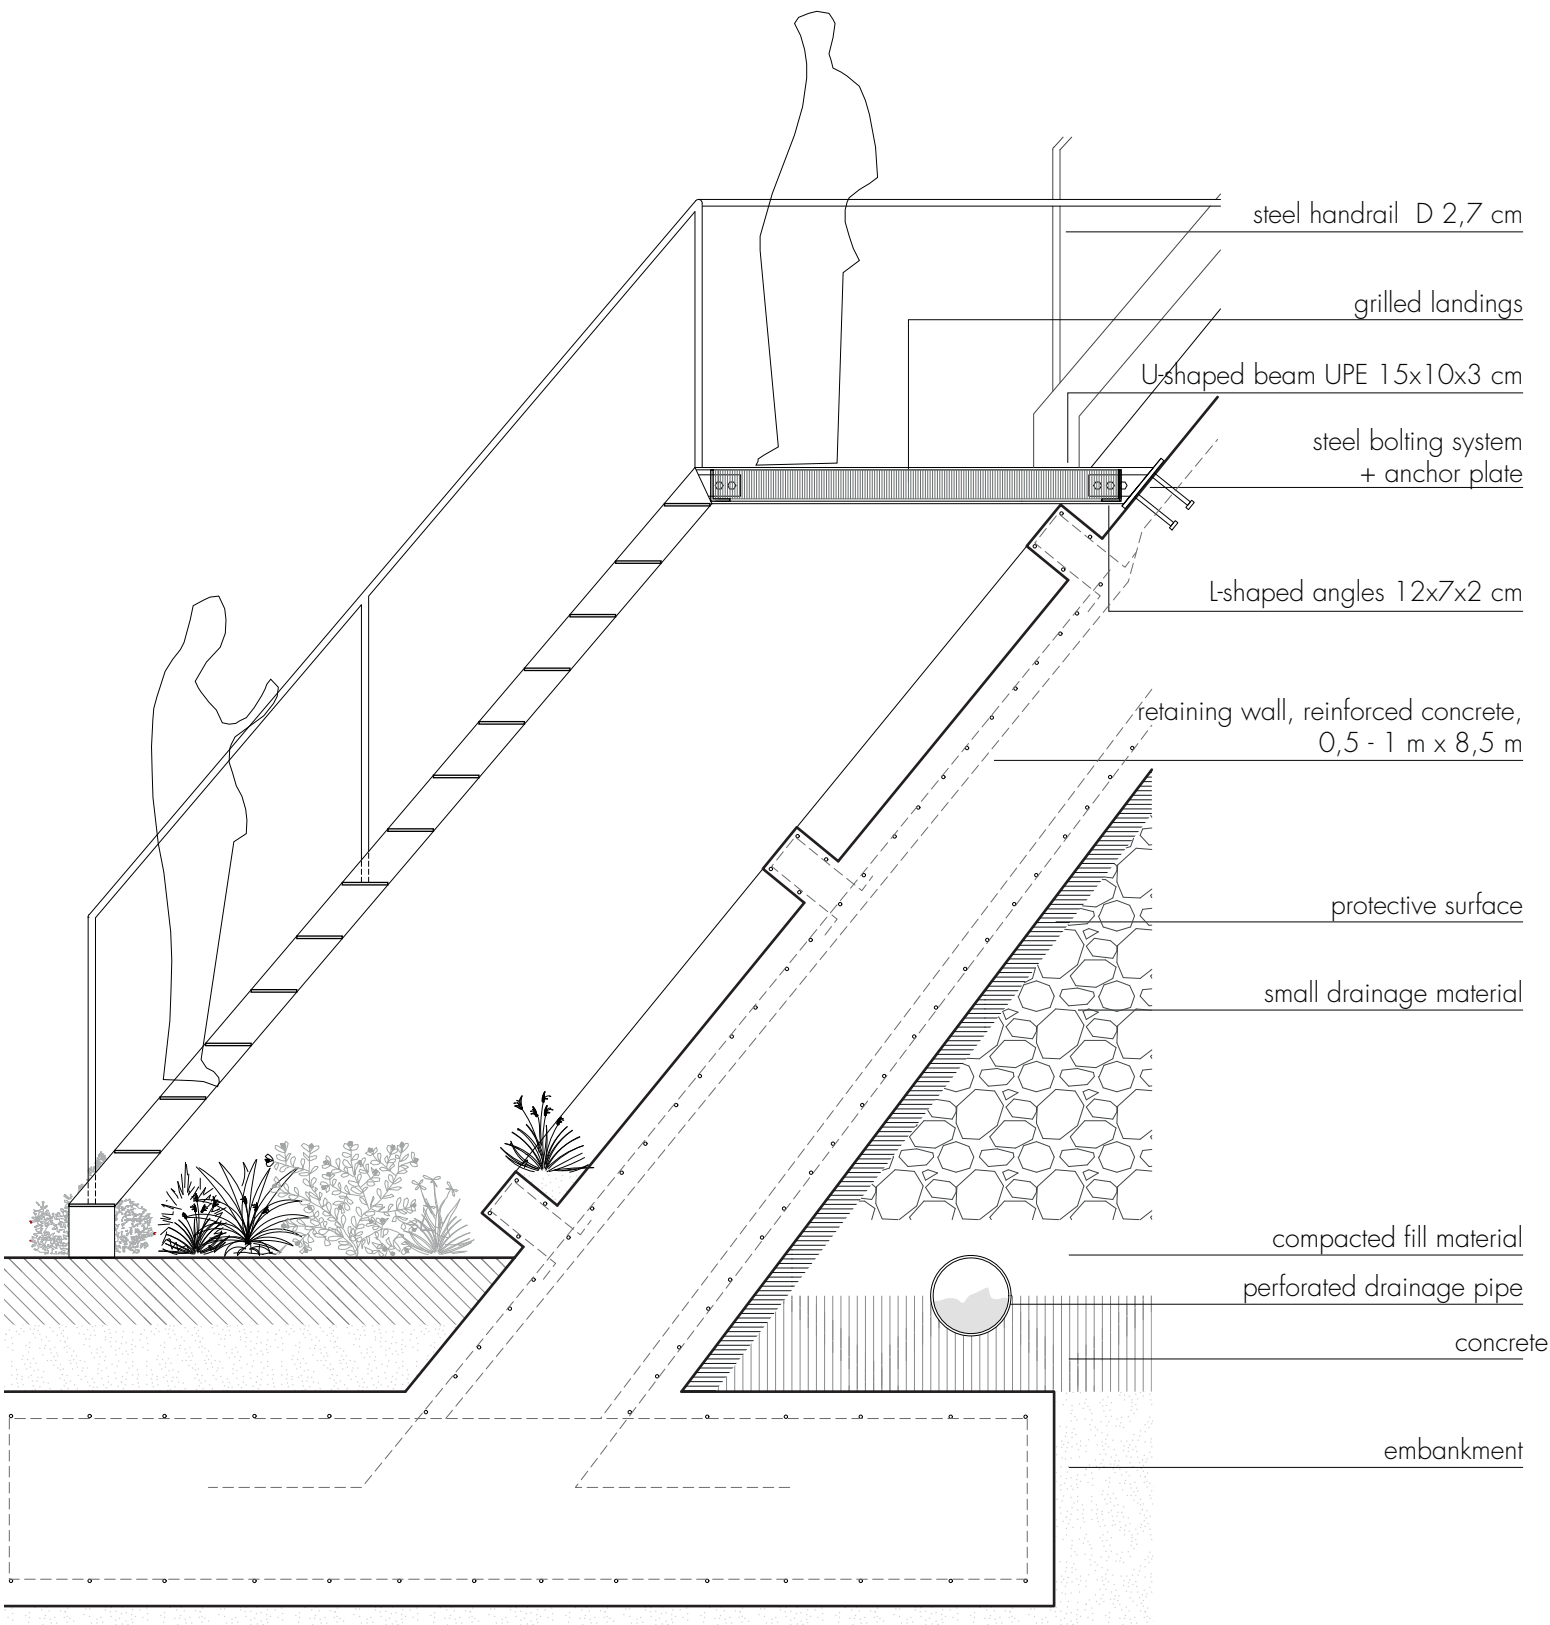 steel handrail  D 2,7 cm
grilled landings
U-shaped beam UPE 15x10x3 cm
steel bolting system
+ anchor plate
L-shaped angles 12x7x2 cm
retaining wall, reinforced concrete,
0,5 - 1 m x 8,5 m
protective surface
small drainage material
compacted fill material
perforated drainage pipe
concrete
embankment